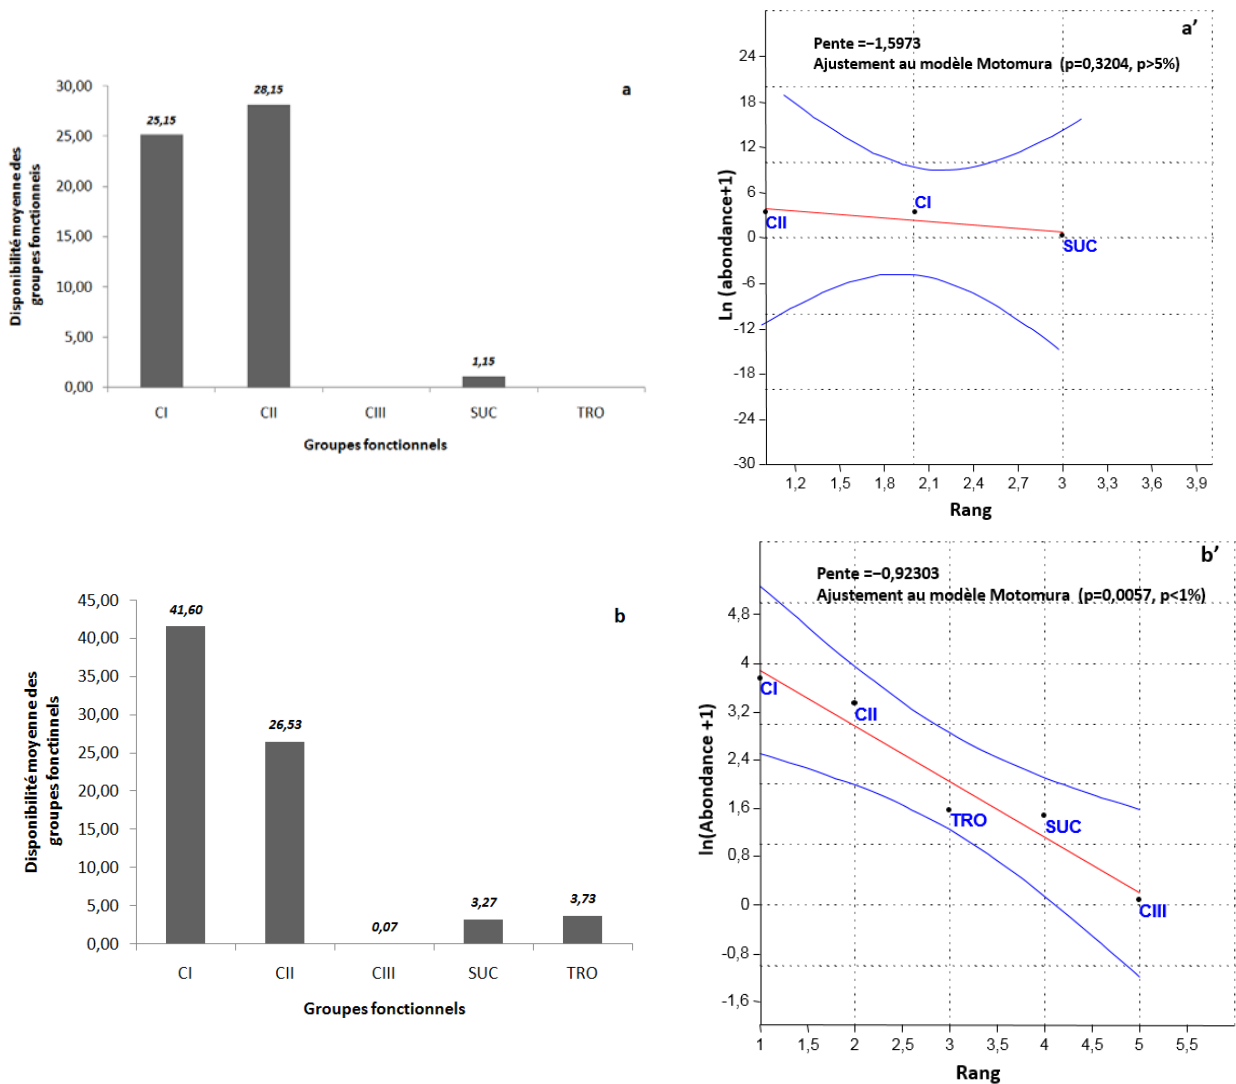 a
Disponibilité moyenne des
groupes fonctionnels
30,00
25,00
20,00
15,00
10,00
5,00
0,00
25,15
28,15
1,15
CI CII CIII SUC TRO
Groupes fonctionnels
a’
Pente =−1,5973
Ajustement au modèle Motomura (p=0,3204, p>5%)
Ln (abondance+1)
24
18
12
6
0
-6
-12
-18
-24
-30
CII
CI
SUC
1,2 1,5 1,8 2,1 2,4 2,7 3 3,3 3,6 3,9
Rang
b
Disponibilité moyenne des
groupes fonctinnels
45,00
40,00
35,00
30,00
25,00
20,00
15,00
10,00
5,00
0,00
41,60
26,53
0,07
3,27
3,73
CI CII CIII SUC TRO
Groupes fonctionnels
b’
Pente =−0,92303
Ajustement au modèle Motomura (p=0,0057, p<1%)
ln(Abondance +1)
4,8
4
3,2
2,4
1,6
0,8
0
-0,8
-1,6
CI
CII
TRO
SUC
CIII
1 1,5 2 2,5 3 3,5 4 4,5 5 5,5
Rang